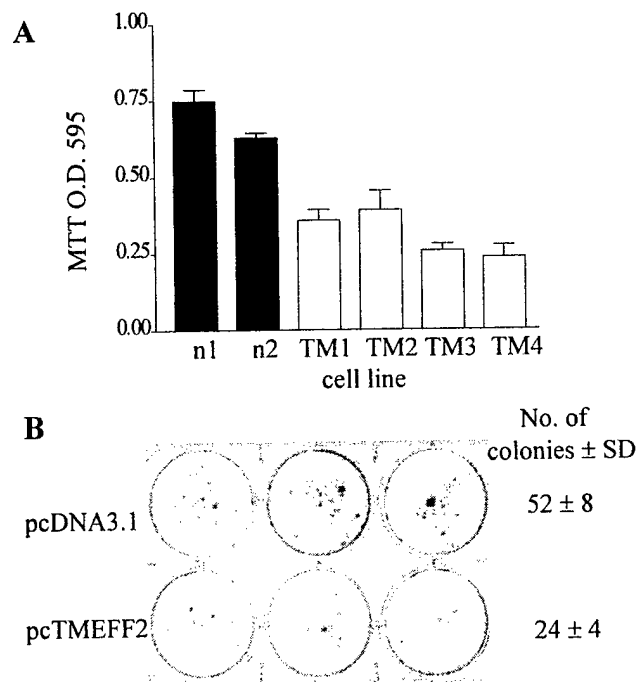 A
1.00
0.75
0.50
0.25
0.00
MTT O.D. 595
n1 n2 TM1 TM2 TM3 TM4
cell line
B
No. of
colonies ± SD
pcDNA3.1
52 ± 8
pcTMEFF2
24 ± 4